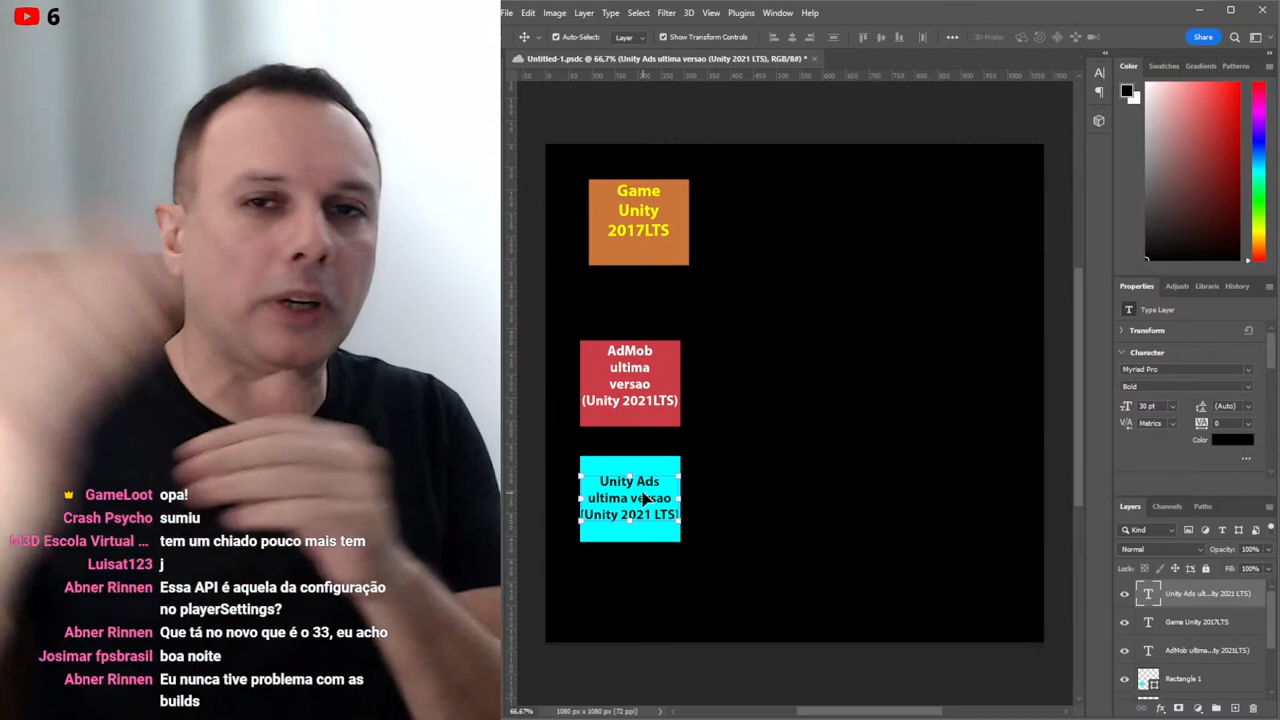 6
File Edit Image Layer Type Select Filter 3D View Plugins Window Help
Auto-Select: Layer Show Transform Controls ••• 3D Mode: Share
Untitled-1.psdc @ 66,7% (Unity Ads ultima versao (Unity 2021 LTS), RGB/8#) *
Game
Unity
2017LTS
AdMob
ultima
versao
(Unity 2021LTS)
Unity Ads
ultima versao
(Unity 2021 LTS)
GameLoot opa!
Crash Psycho sumiu
M3D Escola Virtual ... tem um chiado pouco mais tem
Luisat123 j
Abner Rinnen Essa API é aquela da configuração
no playerSettings?
Abner Rinnen Que tá no novo que é o 33, eu acho
Josimar fpsbrasil boa noite
Abner Rinnen Eu nunca tive problema com as
builds
66,67% 1080 px x 1080 px (72 ppi)
Color Swatches Gradients Patterns
Properties Adjustr Librarie History
Type Layer
Transform
Character
Myriad Pro
Bold
30 pt (Auto)
Metrics 0
Color
Layers Channels Paths
Kind
Normal Opacity: 100%
Lock: Fill: 100%
Unity Ads ult...ity 2021 LTS)
Game Unity 2017LTS
AdMob ultima...ty 2021LTS)
Rectangle 1